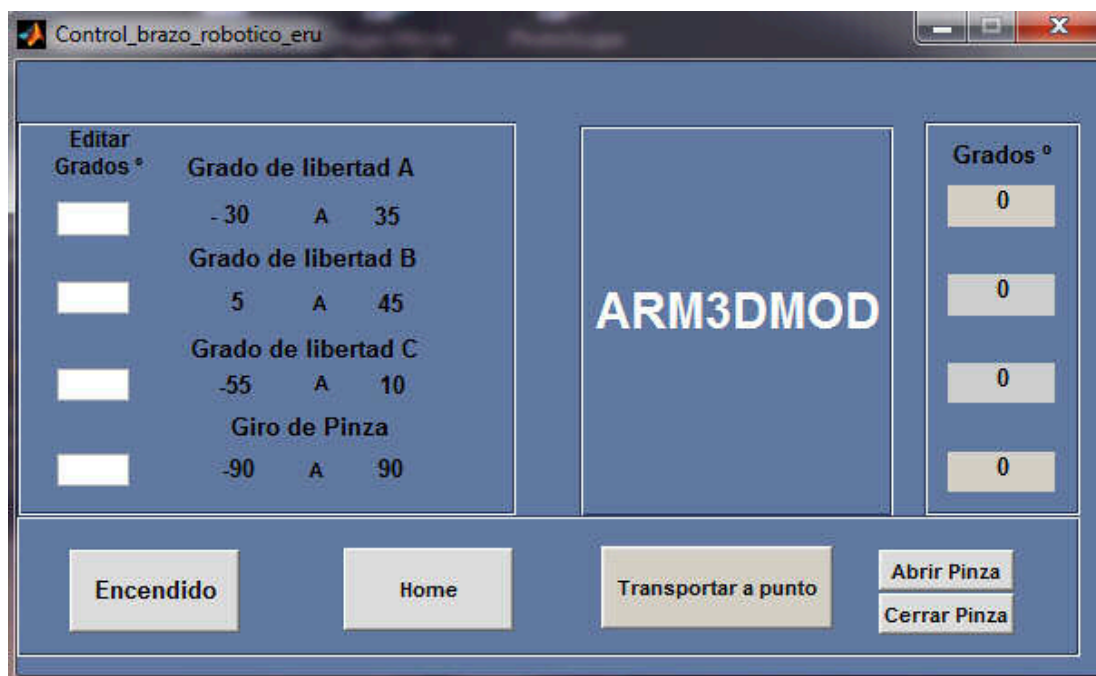 Control_brazo_robotico_eru
Editar
Grados º
Grado de libertad A
- 30 A 35
Grado de libertad B
5 A 45
Grado de libertad C
-55 A 10
Giro de Pinza
-90 A 90
ARM3DMOD
Grados º
0
0
0
0
Encendido
Home
Transportar a punto
Abrir Pinza
Cerrar Pinza